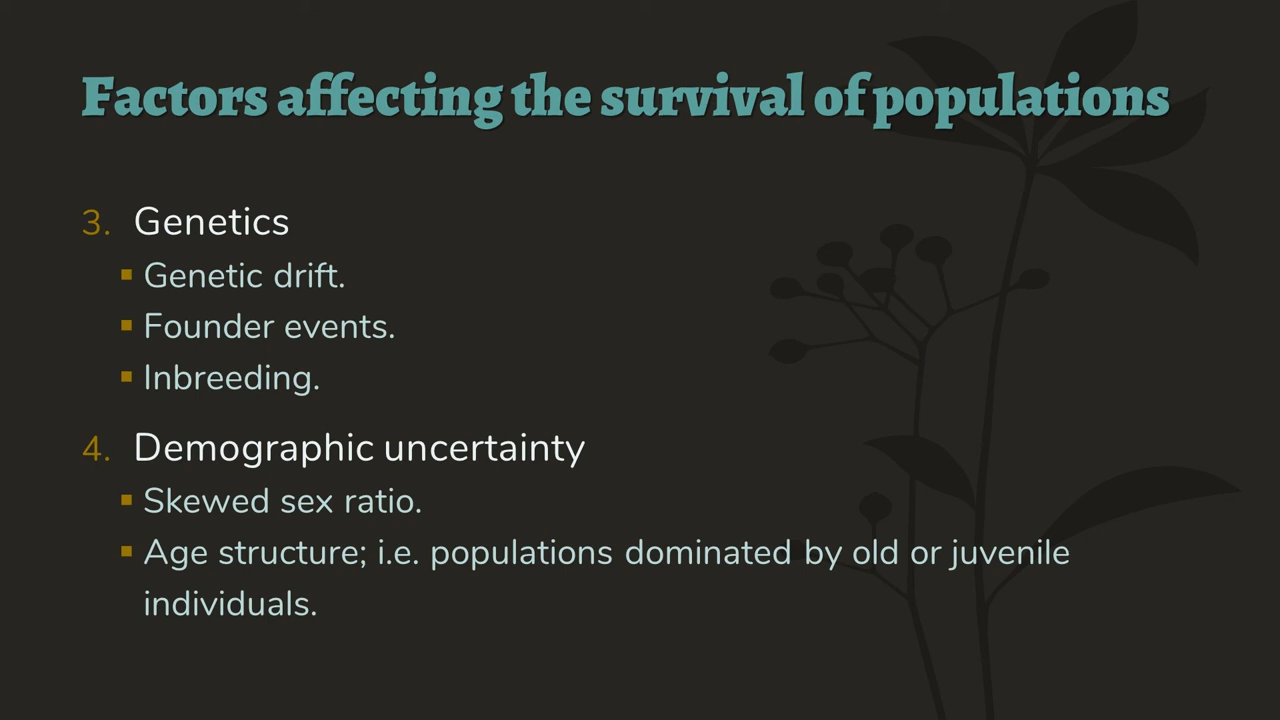 Factors affecting the survival of populations
3. Genetics
▪ Genetic drift.
▪ Founder events.
▪ Inbreeding.
4. Demographic uncertainty
▪ Skewed sex ratio.
▪ Age structure; i.e. populations dominated by old or juvenile
individuals.